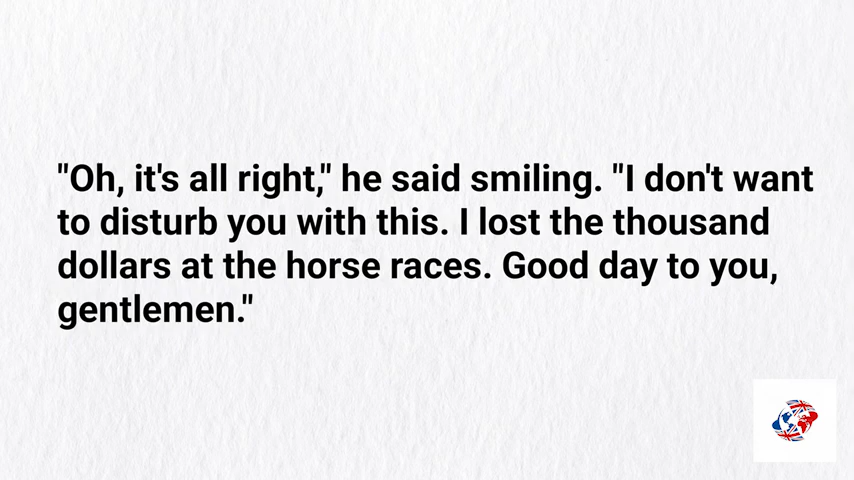 "Oh, it's all right," he said smiling. "I don't want
to disturb you with this. I lost the thousand
dollars at the horse races. Good day to you,
gentlemen."